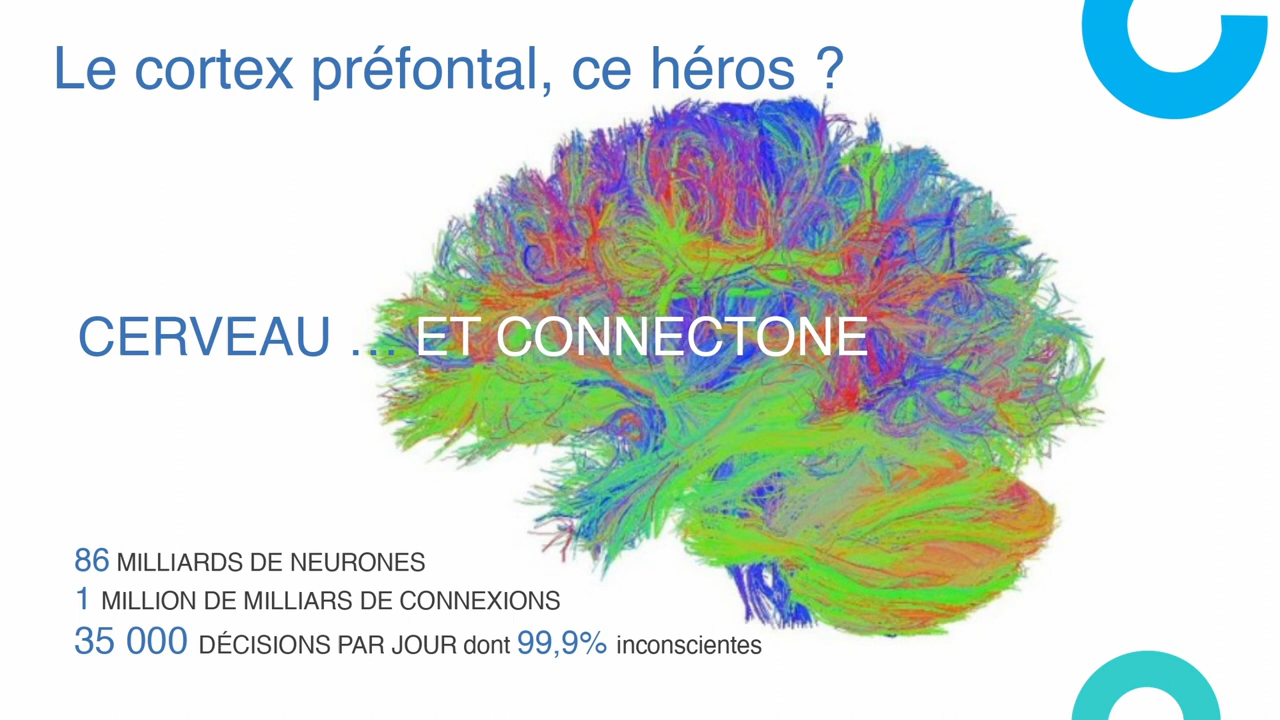 Le cortex préfontal, ce héros ?
CERVEAU ... ET CONNECTONE
86 MILLIARDS DE NEURONES
1 MILLION DE MILLIARS DE CONNEXIONS
35 000 DÉCISIONS PAR JOUR dont 99,9% inconscientes